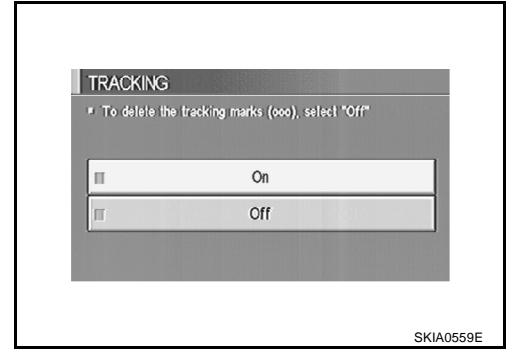 TRACKING
To delete the tracking marks (ooo), select "Off"
On
Off
SKIA0559E